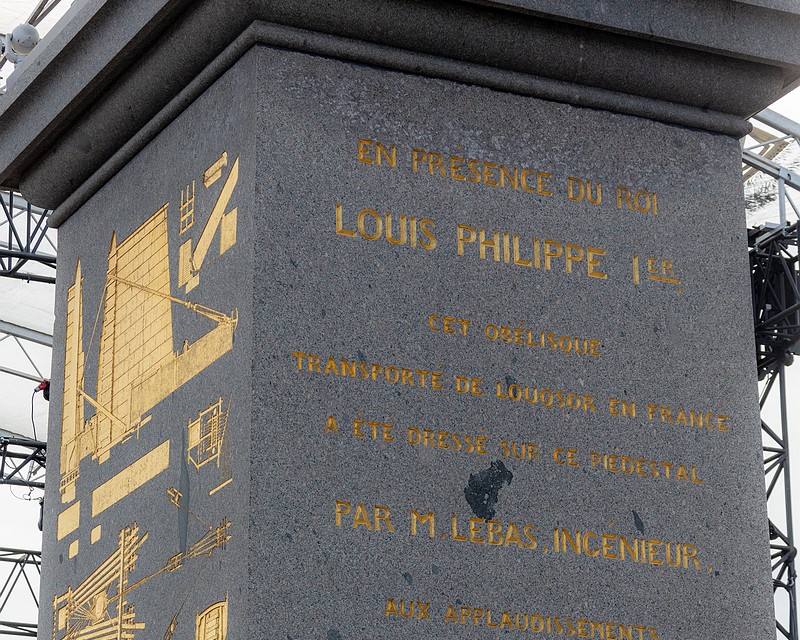 EN PRÉSENCE DU ROI
LOUIS PHILIPPE 1ER
CET OBÉLISQUE
TRANSPORTÉ DE LOUQSOR EN FRANCE
A ÉTÉ DRESSÉ SUR CE PIÉDESTAL
PAR M. LEBAS, INGÉNIEUR,
AUX APPLAUDISSEMENTS